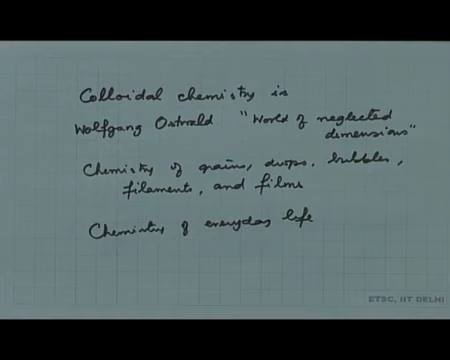 Colloidal chemistry is
Wolfgang Ostwald "World of neglected
dimensions"
Chemistry of grains, drops, bubbles,
filaments, and films
Chemistry of everyday life
ETSC, IIT DELHI